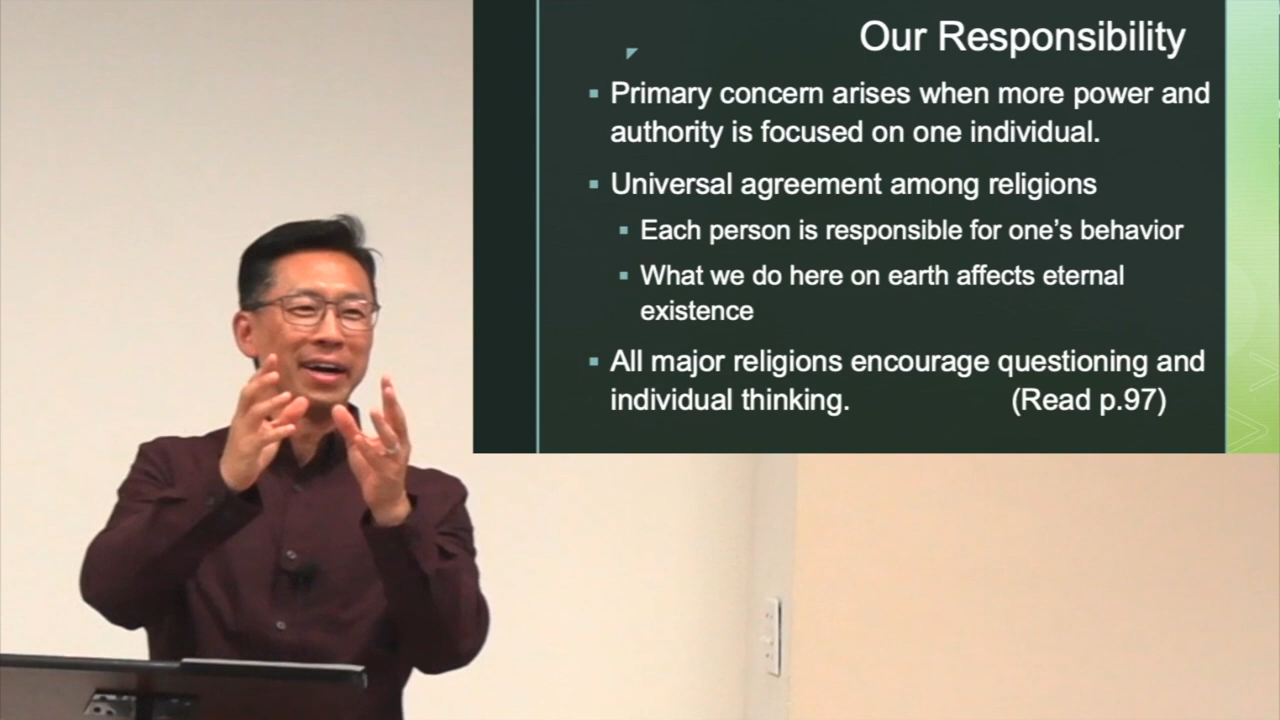 Our Responsibility
▪ Primary concern arises when more power and
authority is focused on one individual.
▪ Universal agreement among religions
▪ Each person is responsible for one’s behavior
▪ What we do here on earth affects eternal
existence
▪ All major religions encourage questioning and
individual thinking. (Read p.97)